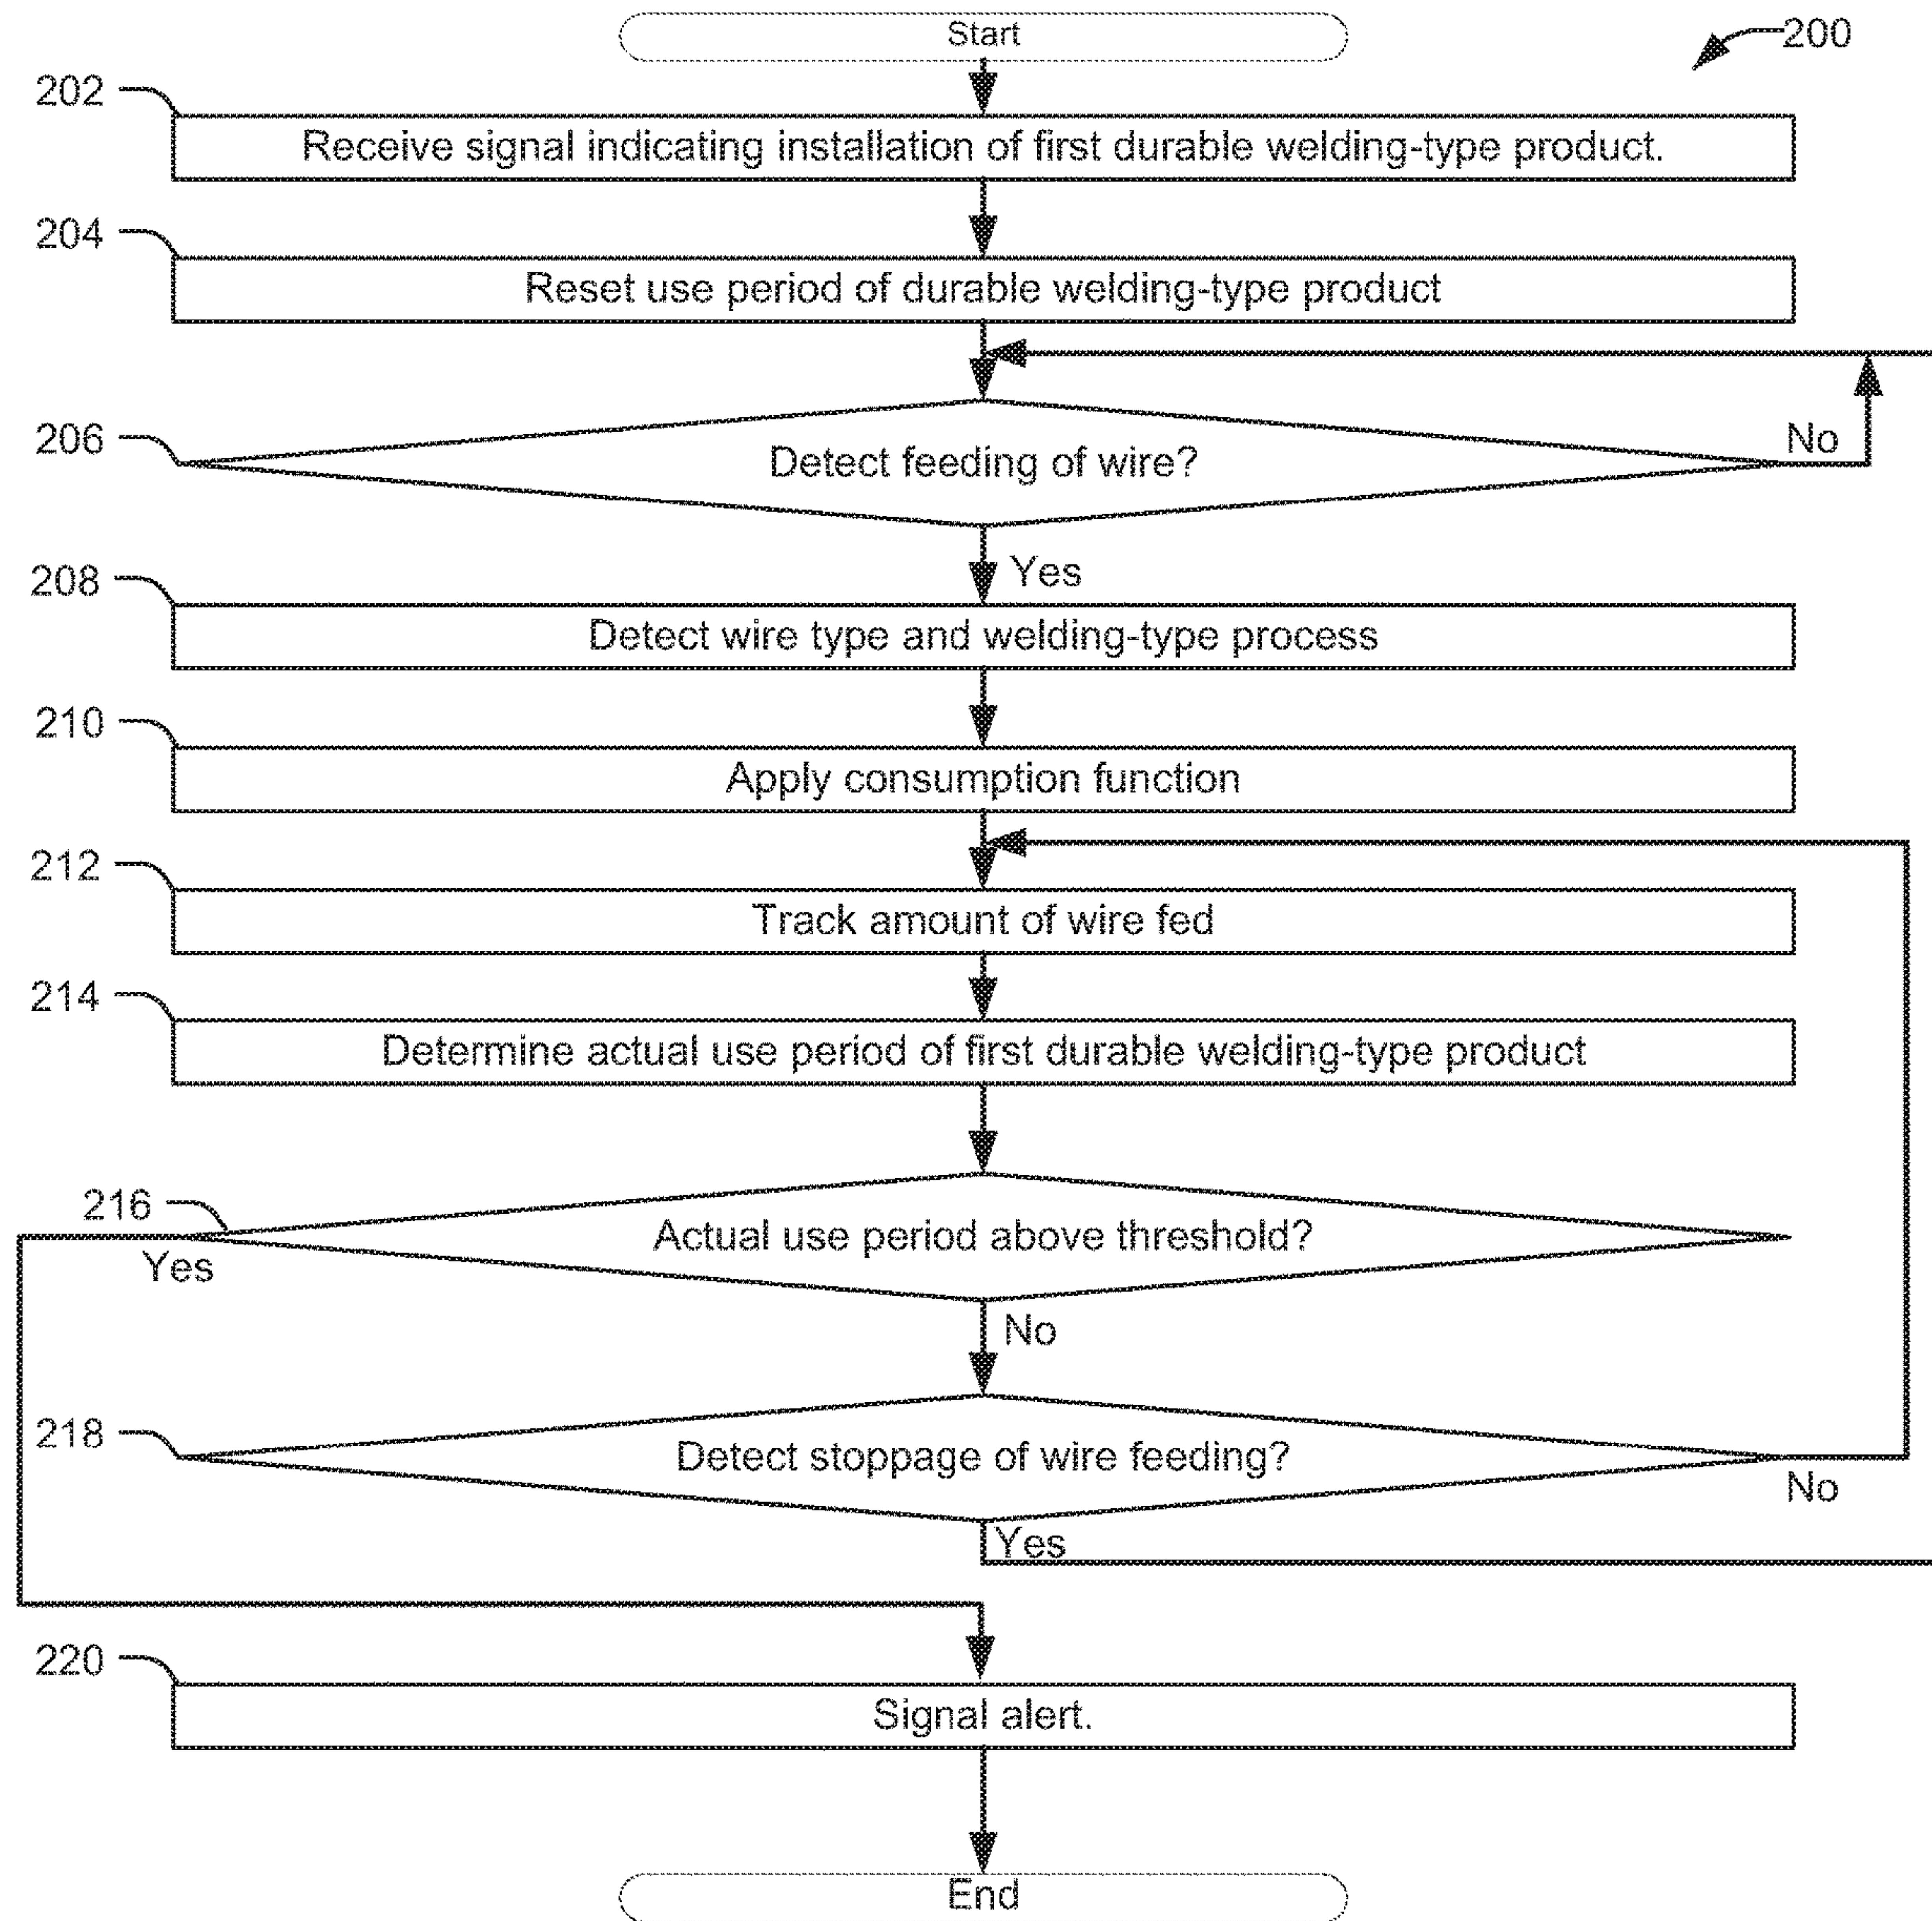 Start
200
202
Receive signal indicating installation of first durable welding-type product.
204
Reset use period of durable welding-type product
206
Detect feeding of wire?
No
Yes
208
Detect wire type and welding-type process
210
Apply consumption function
212
Track amount of wire fed
214
Determine actual use period of first durable welding-type product
216
Actual use period above threshold?
Yes
No
218
Detect stoppage of wire feeding?
No
Yes
220
Signal alert.
End